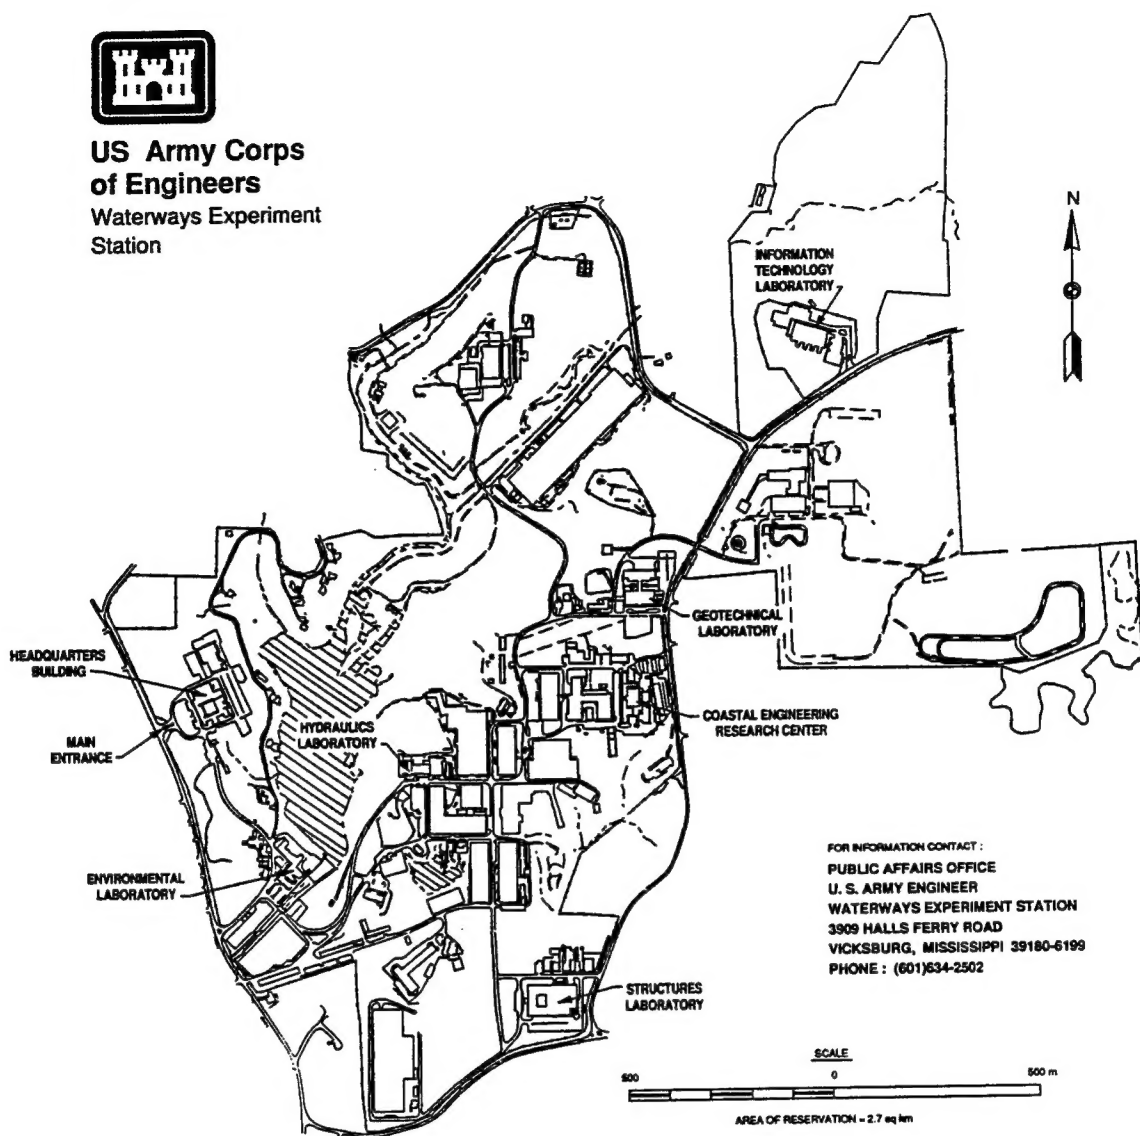 US Army Corps
of Engineers
Waterways Experiment
Station
N
INFORMATION
TECHNOLOGY
LABORATORY
GEOTECHNICAL
LABORATORY
HEADQUARTERS
BUILDING
MAIN
ENTRANCE
HYDRAULICS
LABORATORY
COASTAL ENGINEERING
RESEARCH CENTER
ENVIRONMENTAL
LABORATORY
STRUCTURES
LABORATORY
FOR INFORMATION CONTACT :
PUBLIC AFFAIRS OFFICE
U. S. ARMY ENGINEER
WATERWAYS EXPERIMENT STATION
3909 HALLS FERRY ROAD
VICKSBURG, MISSISSIPPI 39180-6199
PHONE : (601)634-2502
SCALE
500 0 500 m
AREA OF RESERVATION = 2.7 sq km